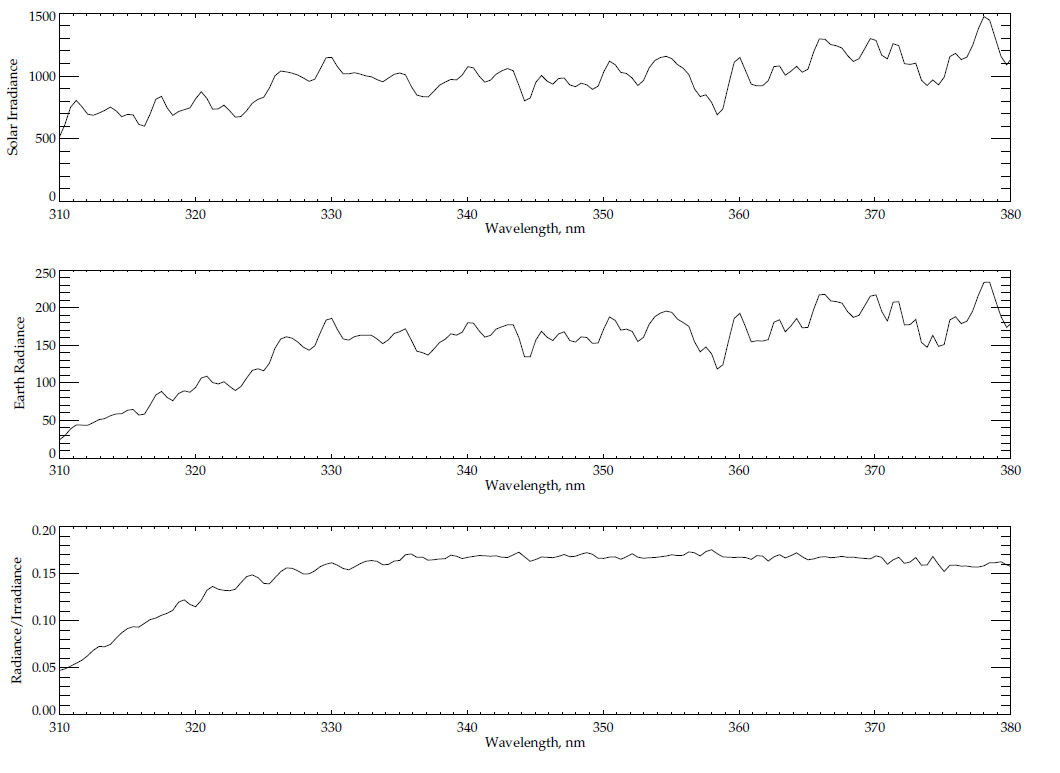 1500
1000
500
0
Solar Irradiance
310 320 330 340 350 360 370 380
Wavelength, nm
250
200
150
100
50
0
Earth Radiance
310 320 330 340 350 360 370 380
Wavelength, nm
0.20
0.15
0.10
0.05
0.00
Radiance/Irradiance
310 320 330 340 350 360 370 380
Wavelength, nm